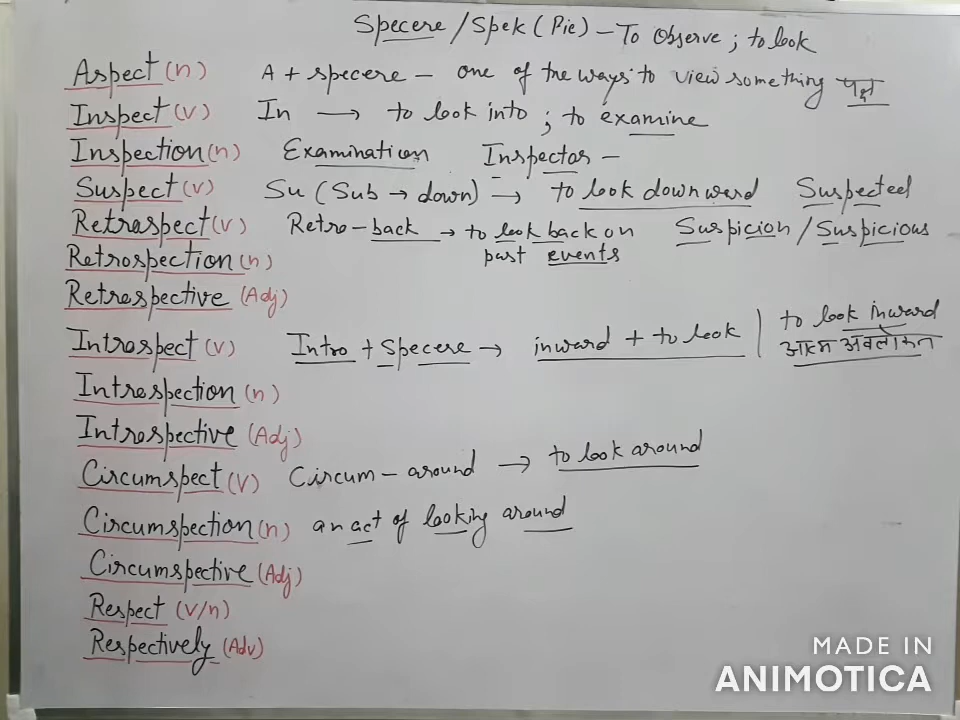 Specere / Spek (Pie) – To Observe ; to look
Aspect (n) A + specere – one of the ways to view something पक्ष
Inspect (v) In → to look into ; to examine
Inspection (n) Examination Inspector –
Suspect (v) Su (Sub → down) → to look downward Suspected
Retrospect (v) Retro – back → to look back on Suspicion / Suspicious
past events
Retrospection (n)
Retrospective (Adj)
Introspect (v) Intro + Specere → inward + to look | to look inward
आत्म अवलोकन
Introspection (n)
Introspective (Adj)
Circumspect (v) Circum – around → to look around
Circumspection (n) an act of looking around
Circumspective (Adj)
Respect (v/n)
Respectively (Adv)
MADE IN
ANIMOTICA